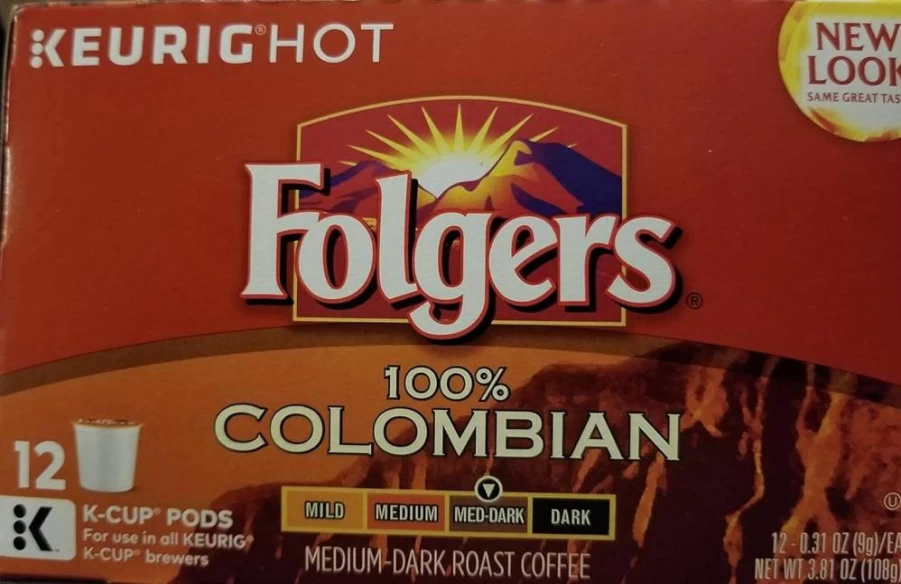 KEURIG® HOT
NEW
LOOK
SAME GREAT TAS
Folgers®
100%
COLOMBIAN
12
MILD MEDIUM MED-DARK DARK
K-CUP® PODS
For use in all KEURIG®
K-CUP® brewers
MEDIUM-DARK ROAST COFFEE
U
12 - 0.31 OZ (9g)/EA
NET WT 3.81 OZ (108g)